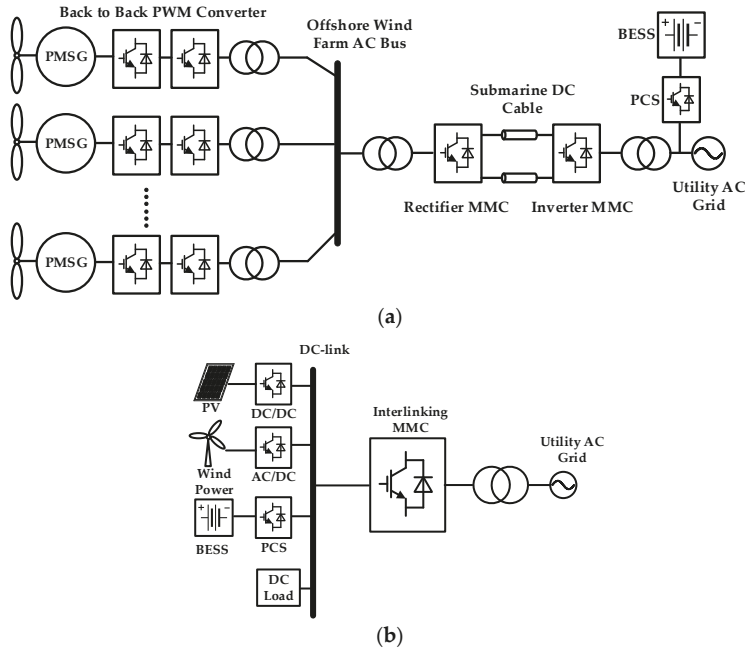 Back to Back PWM Converter
Offshore Wind
Farm AC Bus
BESS
+ −
PMSG
PCS
Submarine DC
Cable
PMSG
Utility AC
Grid
Rectifier MMC
Inverter MMC
PMSG
(a)
DC-link
PV
DC/DC
Interlinking
MMC
Utility AC
Grid
Wind
Power
AC/DC
+ −
BESS
PCS
DC
Load
(b)